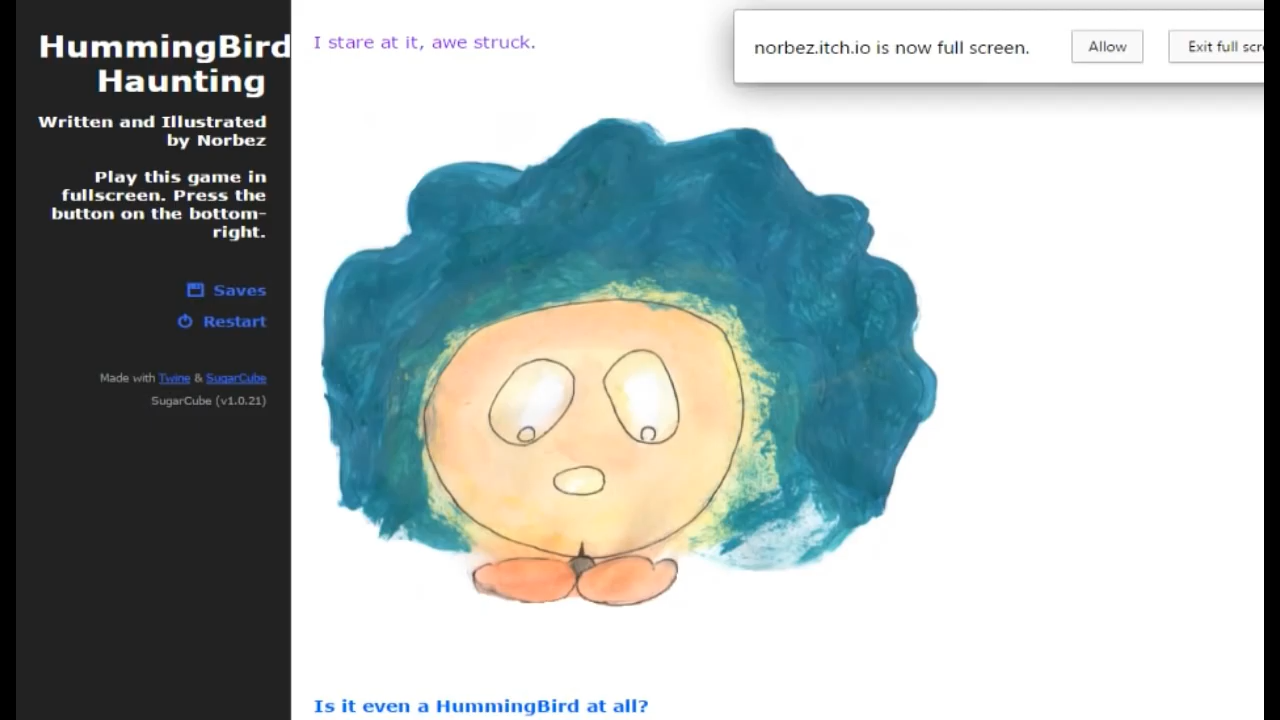 HummingBird
Haunting
Written and Illustrated
by Norbez
Play this game in
fullscreen. Press the
button on the bottom-
right.
Saves
Restart
Made with Twine & SugarCube
SugarCube (v1.0.21)
I stare at it, awe struck.
norbez.itch.io is now full screen.
Allow
Exit full
Is it even a HummingBird at all?